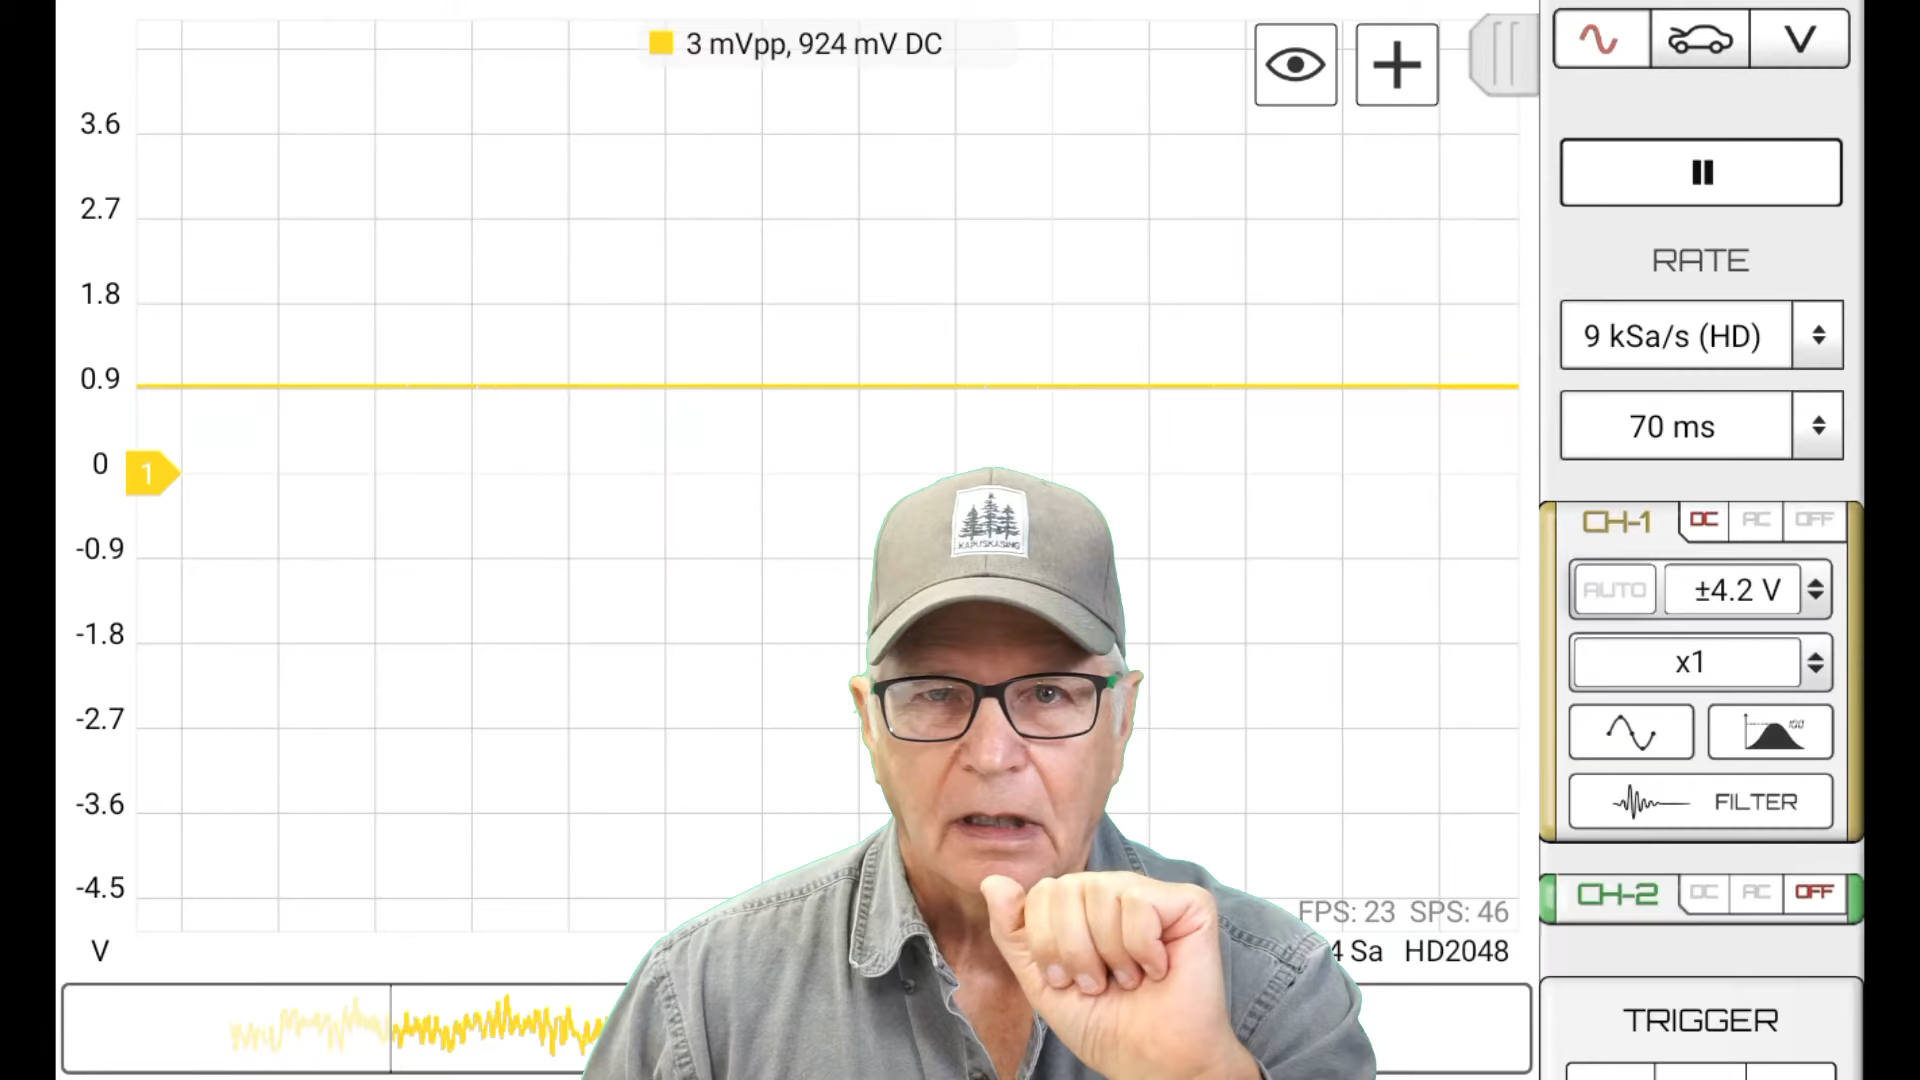 3 mVpp, 924 mV DC
V
3.6
2.7
1.8
0.9
0
-0.9
-1.8
-2.7
-3.6
-4.5
V
1
KAPUSKASING
FPS: 23 SPS: 46
4 Sa HD2048
RATE
9 kSa/s (HD)
70 ms
CH-1 DC AC OFF
AUTO ±4.2 V
x1
100
FILTER
CH-2 DC AC OFF
TRIGGER